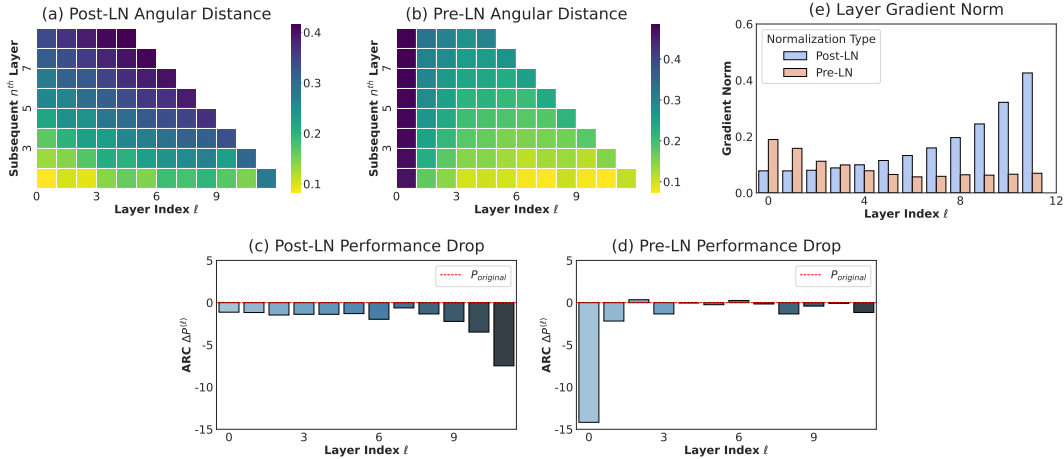 (a) Post-LN Angular Distance
Subsequent nth Layer
7
5
3
0 3 6 9
Layer Index ℓ
0.4
0.3
0.2
0.1
(b) Pre-LN Angular Distance
Subsequent nth Layer
7
5
3
0 3 6 9
Layer Index ℓ
0.4
0.3
0.2
0.1
(e) Layer Gradient Norm
Gradient Norm
0.6
0.4
0.2
0.0
Normalization Type
Post-LN
Pre-LN
0 4 8 12
Layer Index ℓ
(c) Post-LN Performance Drop
ARC ΔP(ℓ)
5
0
-5
-10
-15
P original
0 3 6 9
Layer Index ℓ
(d) Pre-LN Performance Drop
ARC ΔP(ℓ)
5
0
-5
-10
-15
P original
0 3 6 9
Layer Index ℓ